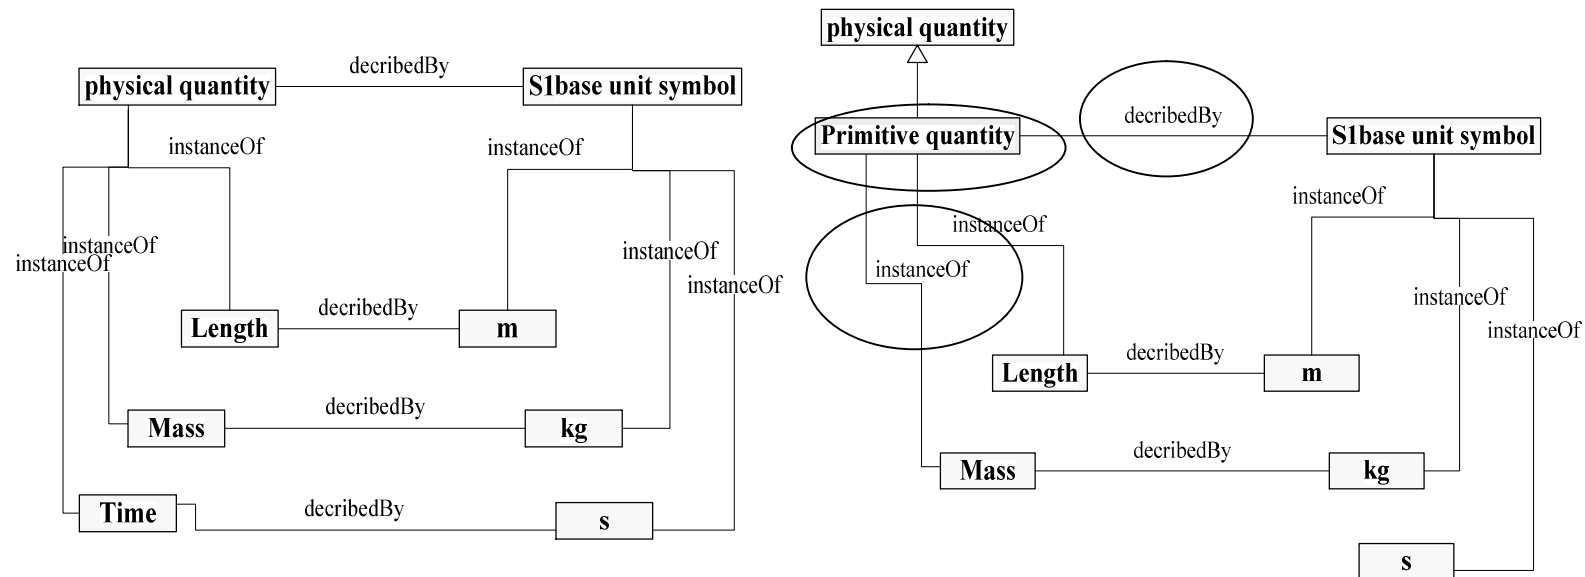 physical quantity
decribedBy
S1base unit symbol
instanceOf
instanceOf
instanceOf
instanceOf
instanceOf
instanceOf
Length
decribedBy
m
Mass
decribedBy
kg
Time
decribedBy
s
physical quantity
Primitive quantity
decribedBy
S1base unit symbol
instanceOf
instanceOf
instanceOf
instanceOf
instanceOf
Length
decribedBy
m
Mass
decribedBy
kg
s